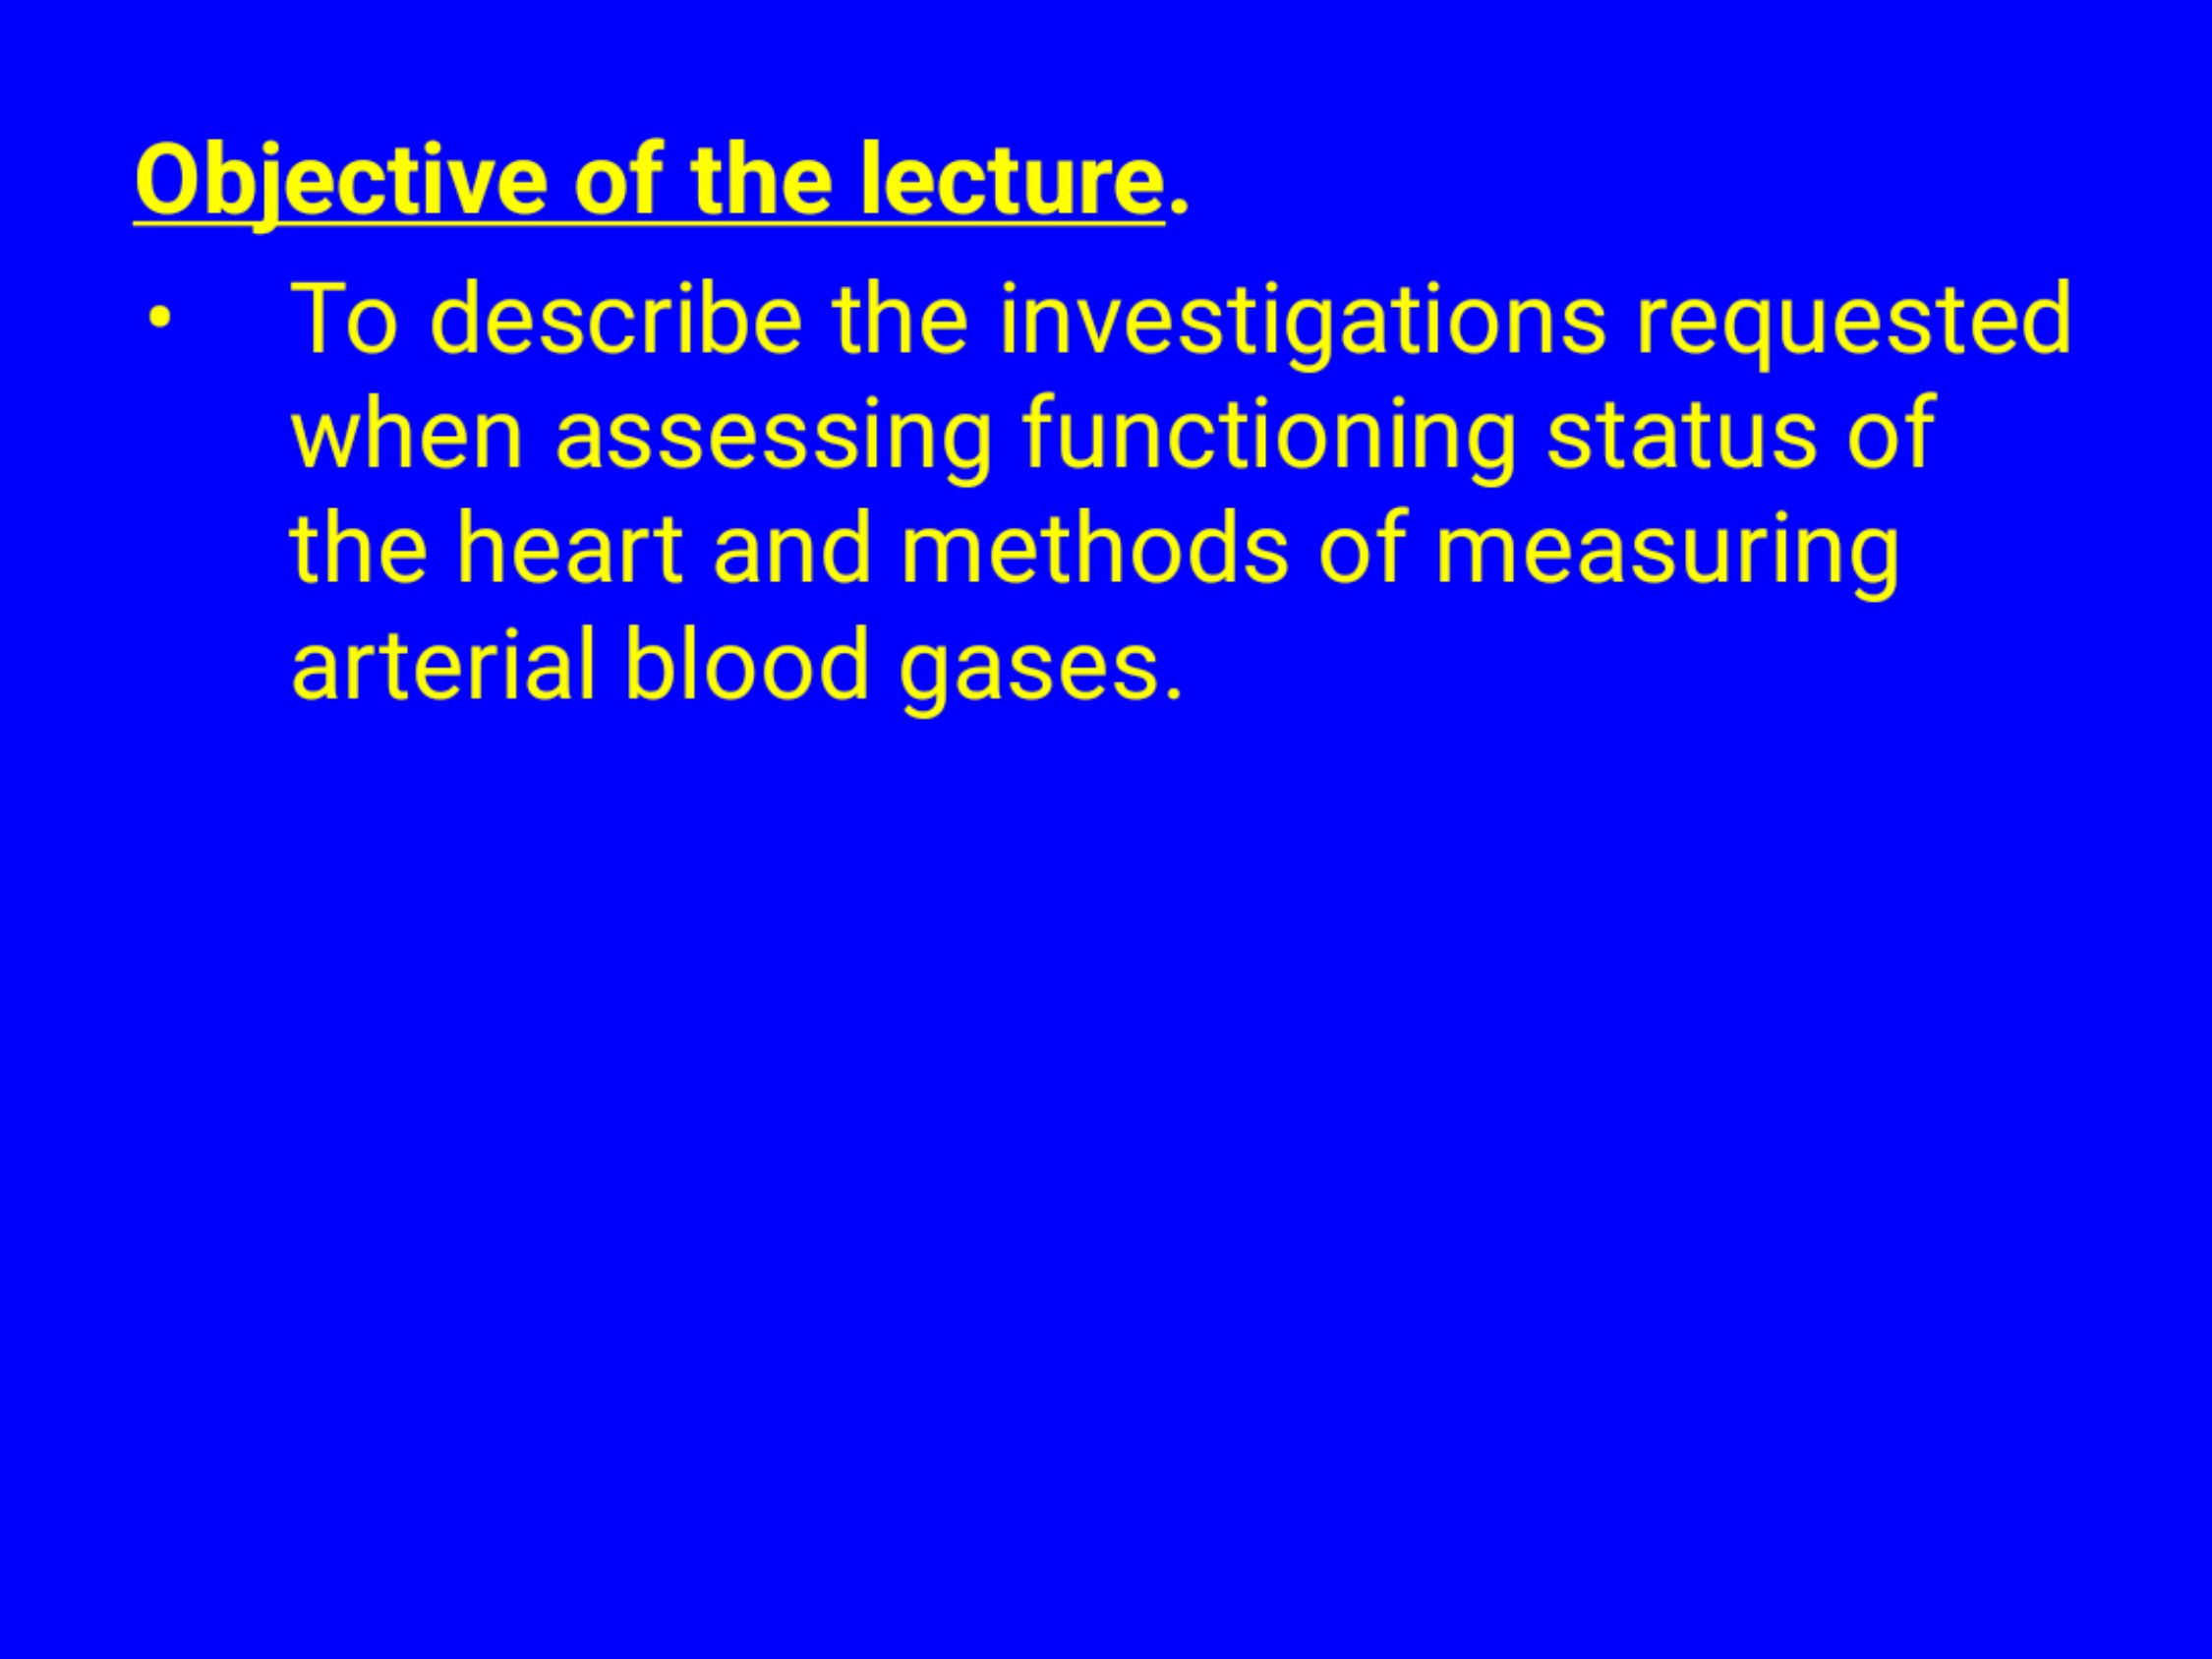 Objective of the lecture.
• To describe the investigations requested
when assessing functioning status of
the heart and methods of measuring
arterial blood gases.